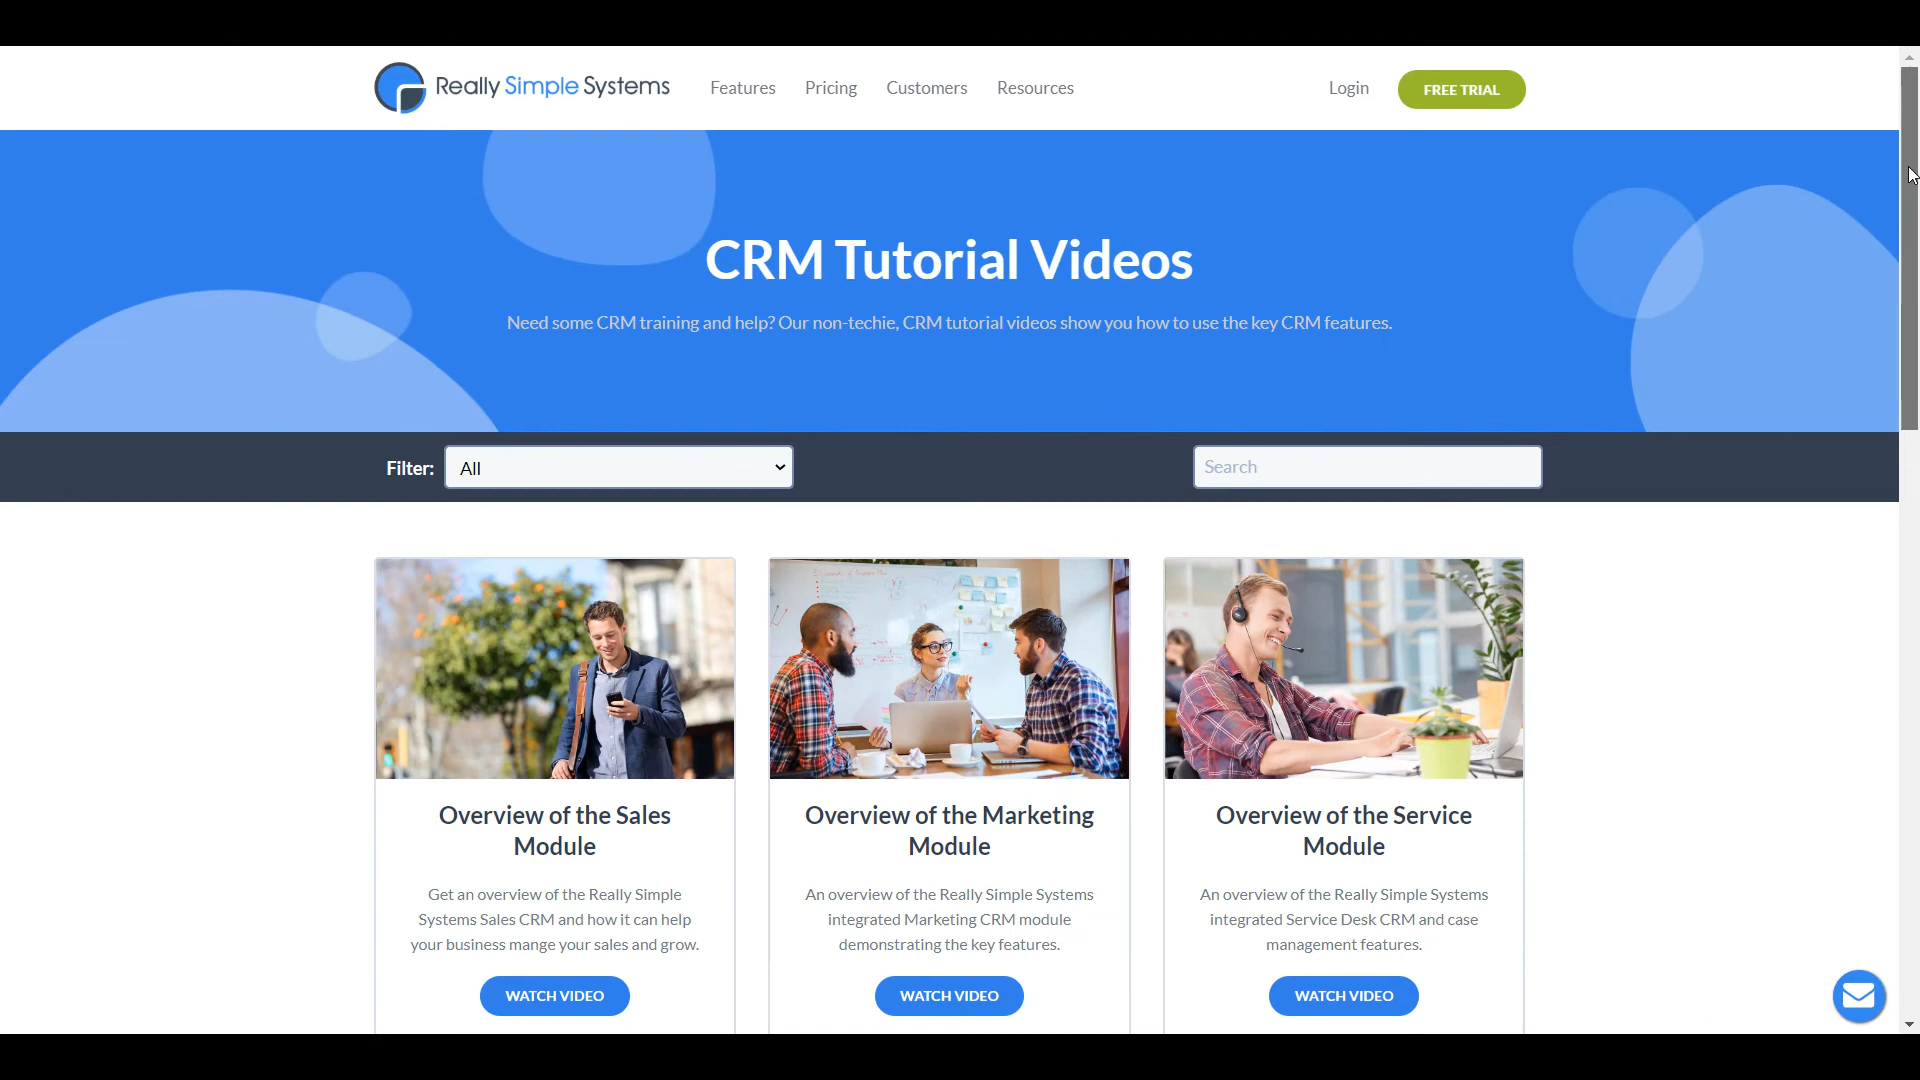 Really Simple Systems
Features
Pricing
Customers
Resources
Login
FREE TRIAL
CRM Tutorial Videos
Need some CRM training and help? Our non-techie, CRM tutorial videos show you how to use the key CRM features.
Filter:
All
Search
Overview of the Sales
Module
Get an overview of the Really Simple
Systems Sales CRM and how it can help
your business mange your sales and grow.
WATCH VIDEO
Overview of the Marketing
Module
An overview of the Really Simple Systems
integrated Marketing CRM module
demonstrating the key features.
WATCH VIDEO
Overview of the Service
Module
An overview of the Really Simple Systems
integrated Service Desk CRM and case
management features.
WATCH VIDEO